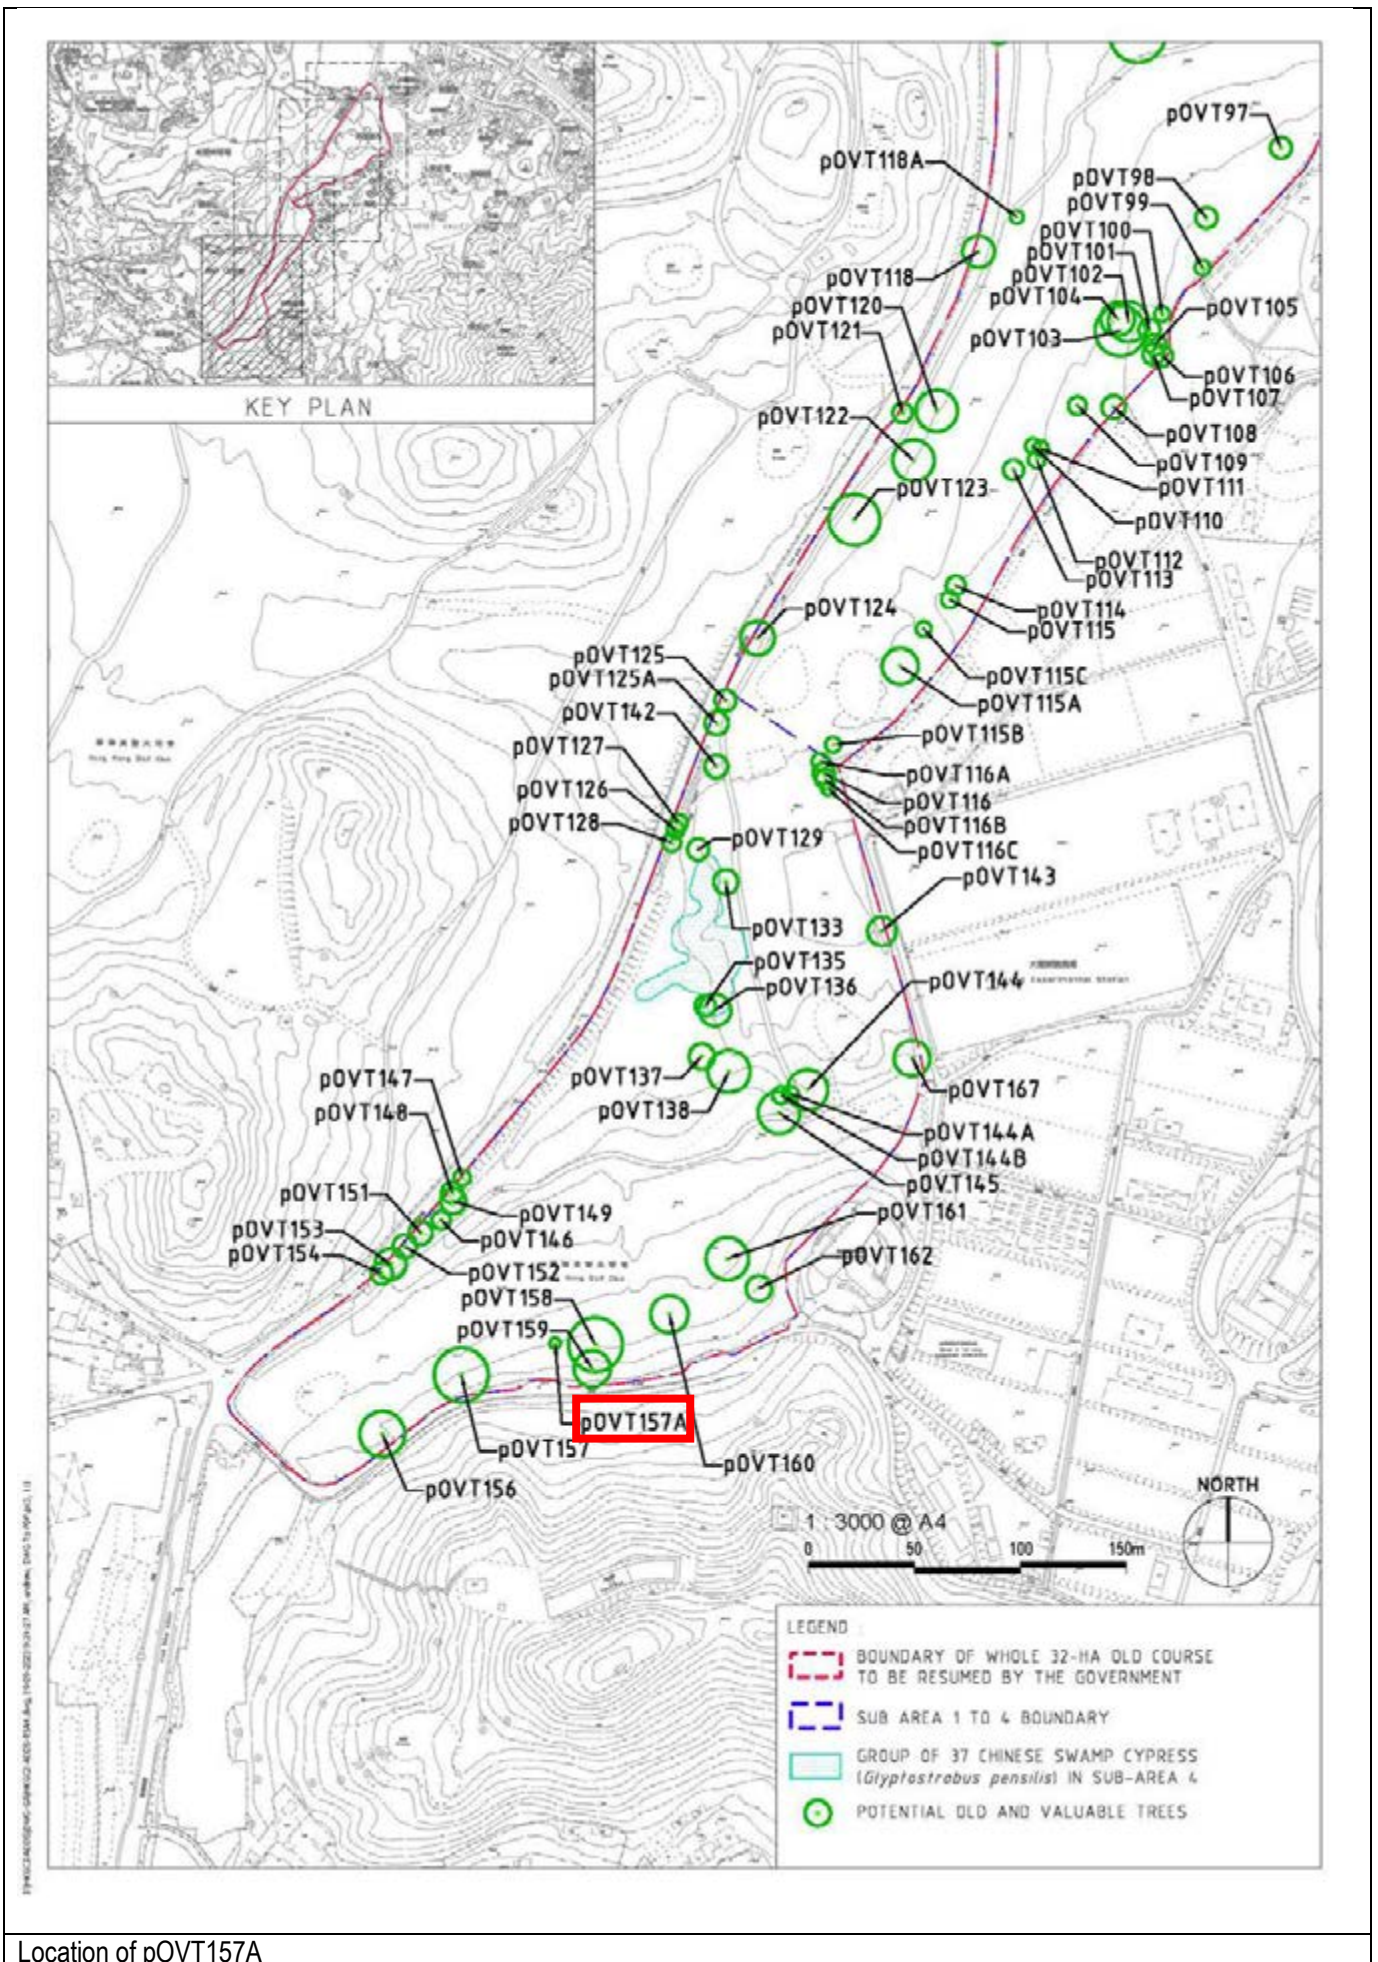 KEY PLAN
pOVT97
pOVT118A
pOVT98
pOVT99
pOVT100
pOVT101
pOVT118
pOVT102
pOVT104
pOVT120
pOVT105
pOVT121
pOVT103
pOVT106
pOVT107
pOVT122
pOVT108
pOVT109
pOVT123
pOVT111
pOVT110
pOVT112
pOVT113
pOVT124
pOVT114
pOVT115
pOVT125
pOVT125A
pOVT115C
pOVT115A
pOVT142
pOVT115B
pOVT127
pOVT116A
pOVT126
pOVT116
pOVT128
pOVT116B
pOVT129
pOVT116C
pOVT143
pOVT133
pOVT135
pOVT136
pOVT144
Experimental Station
pOVT147
pOVT137
pOVT167
pOVT148
pOVT138
pOVT144A
pOVT144B
pOVT145
pOVT151
pOVT149
pOVT161
pOVT153
pOVT146
pOVT154
pOVT162
pOVT152
pOVT158
pOVT159
pOVT157A
pOVT157
pOVT160
pOVT156
NORTH
1 : 3000 @ A4
0 50 100 150m
LEGEND :
BOUNDARY OF WHOLE 32-HA OLD COURSE
TO BE RESUMED BY THE GOVERNMENT
SUB AREA 1 TO 4 BOUNDARY
GROUP OF 37 CHINESE SWAMP CYPRESS
(Glyptostrobus pensilis) IN SUB-AREA 4
POTENTIAL OLD AND VALUABLE TREES
Location of pOVT157A